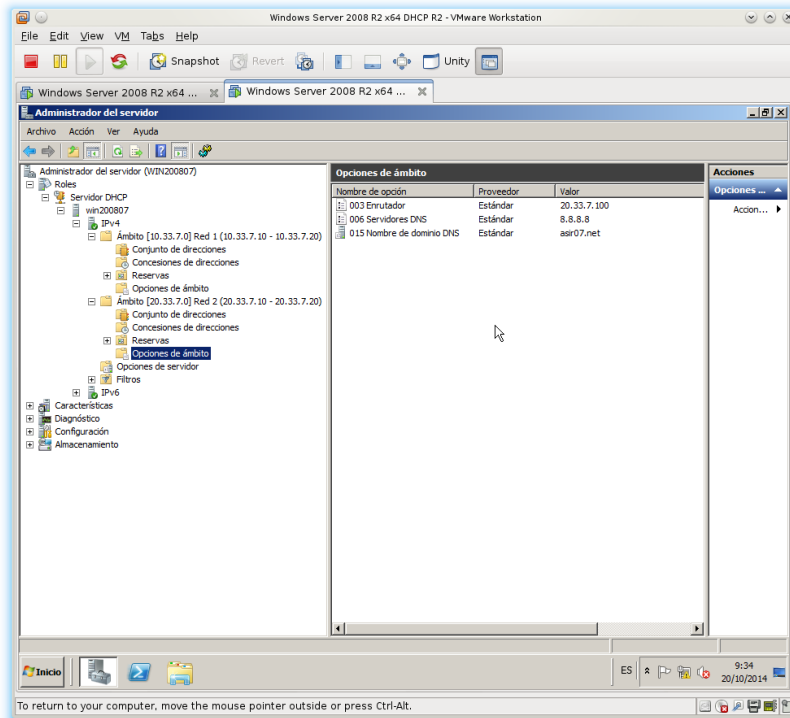 Windows Server 2008 R2 x64 DHCP R2 - VMware Workstation
File Edit View VM Tabs Help
Snapshot Revert Unity
Windows Server 2008 R2 x64 ... Windows Server 2008 R2 x64 ...
Administrador del servidor
Archivo Acción Ver Ayuda
Administrador del servidor (WIN200807)
Roles
Servidor DHCP
win200807
IPv4
Ámbito [10.33.7.0] Red 1 (10.33.7.10 - 10.33.7.20)
Conjunto de direcciones
Concesiones de direcciones
Reservas
Opciones de ámbito
Ámbito [20.33.7.0] Red 2 (20.33.7.10 - 20.33.7.20)
Conjunto de direcciones
Concesiones de direcciones
Reservas
Opciones de ámbito
Opciones de servidor
Filtros
IPv6
Características
Diagnóstico
Configuración
Almacenamiento
Opciones de ámbito
Nombre de opción Proveedor Valor
003 Enrutador Estándar 20.33.7.100
006 Servidores DNS Estándar 8.8.8.8
015 Nombre de dominio DNS Estándar asir07.net
Acciones
Opciones ...
Accion...
Inicio
ES
9:34
20/10/2014
To return to your computer, move the mouse pointer outside or press Ctrl-Alt.